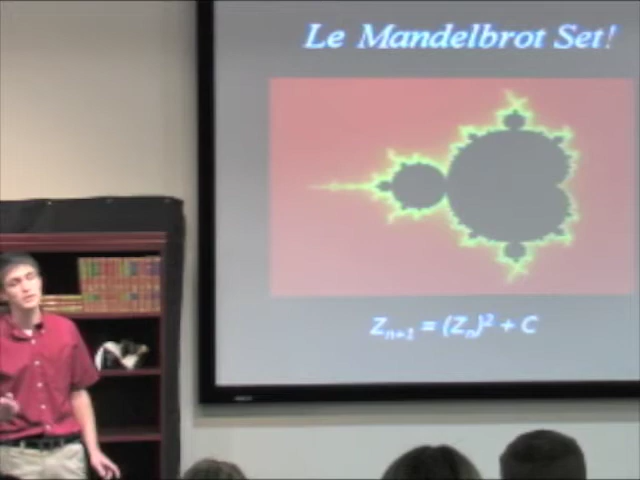 Le Mandelbrot Set!
Zn+1 = (Zn)² + C